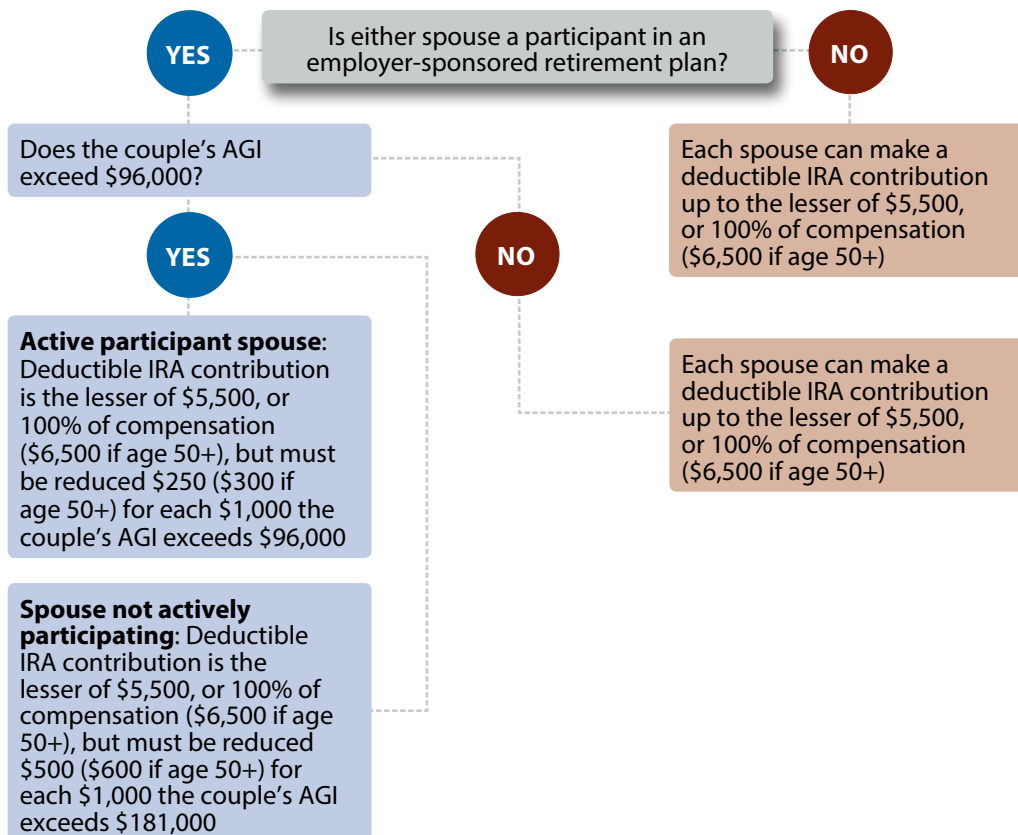 YES
Is either spouse a participant in an
employer-sponsored retirement plan?
NO
Does the couple's AGI
exceed $96,000?
Each spouse can make a
deductible IRA contribution
up to the lesser of $5,500,
or 100% of compensation
($6,500 if age 50+)
YES
NO
Active participant spouse:
Deductible IRA contribution
is the lesser of $5,500, or
100% of compensation
($6,500 if age 50+), but must
be reduced $250 ($300 if
age 50+) for each $1,000 the
couple's AGI exceeds $96,000
Each spouse can make a
deductible IRA contribution
up to the lesser of $5,500,
or 100% of compensation
($6,500 if age 50+)
Spouse not actively
participating: Deductible
IRA contribution is the
lesser of $5,500, or 100% of
compensation ($6,500 if age
50+), but must be reduced
$500 ($600 if age 50+) for
each $1,000 the couple's AGI
exceeds $181,000